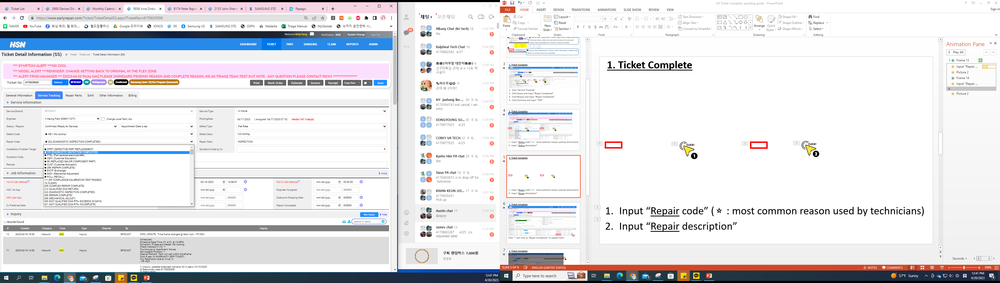 Ticket List
2900 Denise Ole
Monthly Calenda
5938 Irina Dinke
8174 Peter Bajor
2153 John Sherm
SAMSUNG STG
Papago
https://www.earlyrepair.com/Ticket/TicketDetailSS.aspx?TicketNo=4170635938
NAVER
YouTube
화상 회의, 웹 회의,...
월드잡플러스
Google 드라이브
IONOS
ER
Samsung US
SAMSUNG STG
GSPN
Medallia
Triage Manual
MyGeotab
뉴저지 운전면허 시...
Welcome Minji Hong
Notification SMS
System Change
Sign Out
HSN
DASHBOARD
TICKET
PART
SAMSUNG
CLAIM
REPORTS
ADMIN
Ticket Detail Information (SS)
Ticket
Ticket List
Ticket Detail Information (SS)
*** SYMPTOM ALERT ***NO COOL
*** MODEL ALERT ***REMINDER: CHANGE SETTING BACK TO ORIGINAL IN THE FLEX ZONE
*** ALERT FROM MANAGER *** [2023-04-20 Ricky Kim] PLEASE DISREGARD PENDING REASON AND COMPLETE REASON, WE AS TRIAGE TEAM TEST OUT NOTE . ANY QUESTION PLEASE CONTACT RICKY ****************
Ticket No 4170635938 Refresh BFSCA37 XW Refrigerator 3d Confirmed Samsung Care+ CE/HA Program (Assurant)
Print Work Order Estimate Invoice Receipt Copy New Save
General Information Service Tracking Repair Parts SAW Other Information Billing
Service Information
Service Branch BFSCA37 Service Type In Home
Engineer Il Heung Park (5086117277) Change Local-Tech, too PostingDate 04/17/2023 ( Assigned: 04/17/2023 07:15) Vendor TAT: 3 day(s)
Status / Reason Confirmed (Ready for Service) Appointment Date is set Defect Type Flat Rate
Defect Code ★ HE1 (No cooling) Defect Desc not cooling
Repair Code ★ 222 (DIAGNOSTIC INSPECTION COMPLETED) Repair Desc INSPECTION
Installation Problem Target Symptom Code by Cx
Symptom Code
Remark
★ DPRT (DEFECTIVE PART REPLACEMENT)
★ 222 (DIAGNOSTIC INSPECTION COMPLETED)
★ PTEL (Part replaced-electrical(ref#))
★ CE01 (Customer Education)
★ 59 (REPLACED MAJOR COMPONENT PART)
★ CUST (Customer Education)
★ 256 (REPAIR COMPLETE)
★ EXCP (Exchange)
★ AA01 (Mechanical Adjustment)
★ RCLL (RECALL)
111 (RF COMPLIANCE/CALIBRATION TEST PASSED)
19 (CLEAN)
206 (COMPLEX REPAIR COMPLETE)
212 (QUALIFIED DOA RETURN)
222 (DIAGNOSTIC INSPECTION COMPLETED)
256 (REPAIR COMPLETE)
266 (MECHANICAL ADJUST)
300 (NOT QUALIFIED DOA RTN- EXCEEDS 30 DAYS)
301 (NOT QUALIFIED DOA RTN- INCOMPLETE)
Job Information
more
1st Cx Call Attempt 04/19/2023 14:59:07 3rd Cx Call Attempt mm/dd/yyyy 00:00:00
ASC 1st App mm/dd/yyyy Engineer Assigned mm/dd/yyyy 000000
ASC Last App mm/dd/yyyy 000000 Outbound Shipping Date mm/dd/yyyy 000000
Cx Preferred Date mm/dd/yyyy 000000 Repair Completed mm/dd/yyyy 000000
Inquiry
New Inquiry
hide
12 records found
search in result
# Created Category From Type Channel By Inquiry
12 2023-04-19 16:06 Inbound ASC Inquiry BFSCA37 INFO. UPDATE : Time frame changed @ 9am-1pm - YP HSN
Scheduled :
Schedule Date/Time: Fri 4/21 @ 12-6PM
Symptom: Fridge and freezer not cooling
Check Address (Y/N): Y
Townhouse or Apartment: House
11 2023-04-19 14:59 Inbound ASC Inquiry BFSCA37 Serviceable Position: Y
Special Remark: Tech will call within timeframe
OoW R ate: IN WARRANTY (EPP TICKET)
Any Restriction due to Virus: N
- NF HSN
1) Inquiry: updated extended warranty for 3 years 10/13/2023
2) Resources used:4170635938
12:41 PM
4/20/2023
채팅
오픈채팅
65
Albany Chat (NJ tech) 16 12:40 PM
No 1
Ralpheal Tech Chat 16 12:40 PM
4170682582 4/27 1
아무말 대잔치 6 12:39 PM
고구마튀김 근데 ㄹㅇ 나도 먹
고싶다 2
허수르 12:39 PM
근데 왜 3이야? 3
NY jaehong lim ... 20 12:39 PM
4170594741,not cancel, I am
sorry 1
DONGYOUNG SU... 30 12:39 PM
4170677025 4/25 1
COREY VA TECH 22 12:39 PM
4170677025 4/25 5
Kyeho Him PA chat 20 12:38 PM
RW 6
Slava PA chat 16 12:38 PM
4170403872 rs tv drop off for
tomorrow 1
KWAN KEUN LEE... 17 12:37 PM
4170630431
Pick up 1
Austin chat 17 12:36 PM
@Apryl 1
James chat 13 12:35 PM
4170683287 4/25 (cx
requested date) 1
구찌 랜덤박스 7,000원
랜덤팡
ER Ticket complete, pending guide - PowerPoint
Sign in
FILE HOME INSERT DESIGN TRANSITIONS ANIMATIONS SLIDE SHOW REVIEW VIEW
Paste
Cut
Copy
Format Painter
Clipboard
New
Slide
Layout
Reset
Section
Slides
18
Font
Text Direction
Align Text
Convert to SmartArt
Paragraph
Arrange
Quick
Styles
Shape Fill
Shape Outline
Shape Effects
Drawing
Find
Replace
Select
Editing
3
1. Ticket Complete
1. Click "Service Tracking"
2. Click Status and input "Repair Completed"
3. Click Reason and input "Repair Completed"
4. Click Certainty and input "75%"
4
1. Input "Defect code" (★ : most common reason used by technicians)
2. Input "Defect description"
5
1. Ticket Complete
1. Input "Repair code" (★ : most common reason used by technicians)
2. Input "Repair description"
6
1. Ticket Complete
Click icon next to "Repair Completed" to update time!
7
1. Ticket Complete
1. Ticket Complete
1
1
CLICK!
1
1
1
CLICK!
2
1
1. Input “Repair code” (☆ : most common reason used by technicians)
1
2. Input “Repair description”
Animation Pane
Play All
1 Frame 13
Input "Repair ...
Picture 2
Frame 14
Input "Repair ...
Picture 2
Seconds 0 2
SLIDE 5 OF 9
ENGLISH (UNITED STATES)
NOTES
COMMENTS
100%
Type here to search
57°F Sunny
12:41 PM
4/20/2023